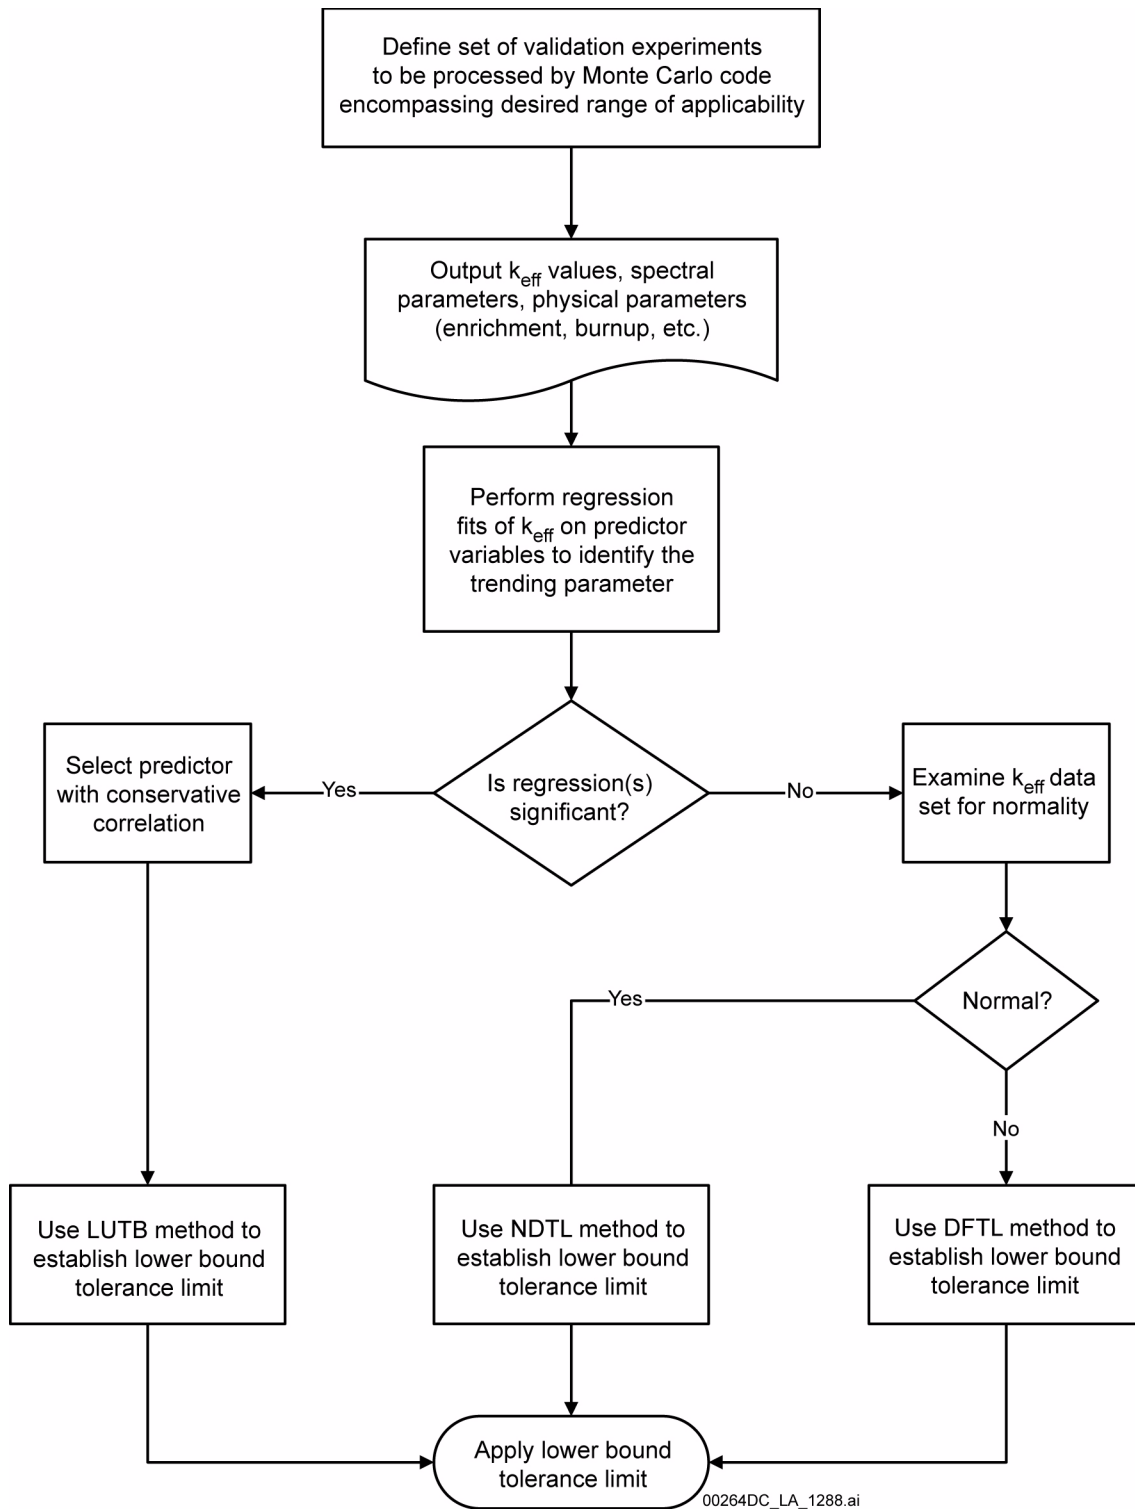 Define set of validation experiments
to be processed by Monte Carlo code
encompassing desired range of applicability
Output keff values, spectral
parameters, physical parameters
(enrichment, burnup, etc.)
Perform regression
fits of keff on predictor
variables to identify the
trending parameter
Select predictor
with conservative
correlation
Yes
Is regression(s)
significant?
No
Examine keff data
set for normality
Yes
Normal?
No
Use LUTB method to
establish lower bound
tolerance limit
Use NDTL method to
establish lower bound
tolerance limit
Use DFTL method to
establish lower bound
tolerance limit
Apply lower bound
tolerance limit
00264DC_LA_1288.ai